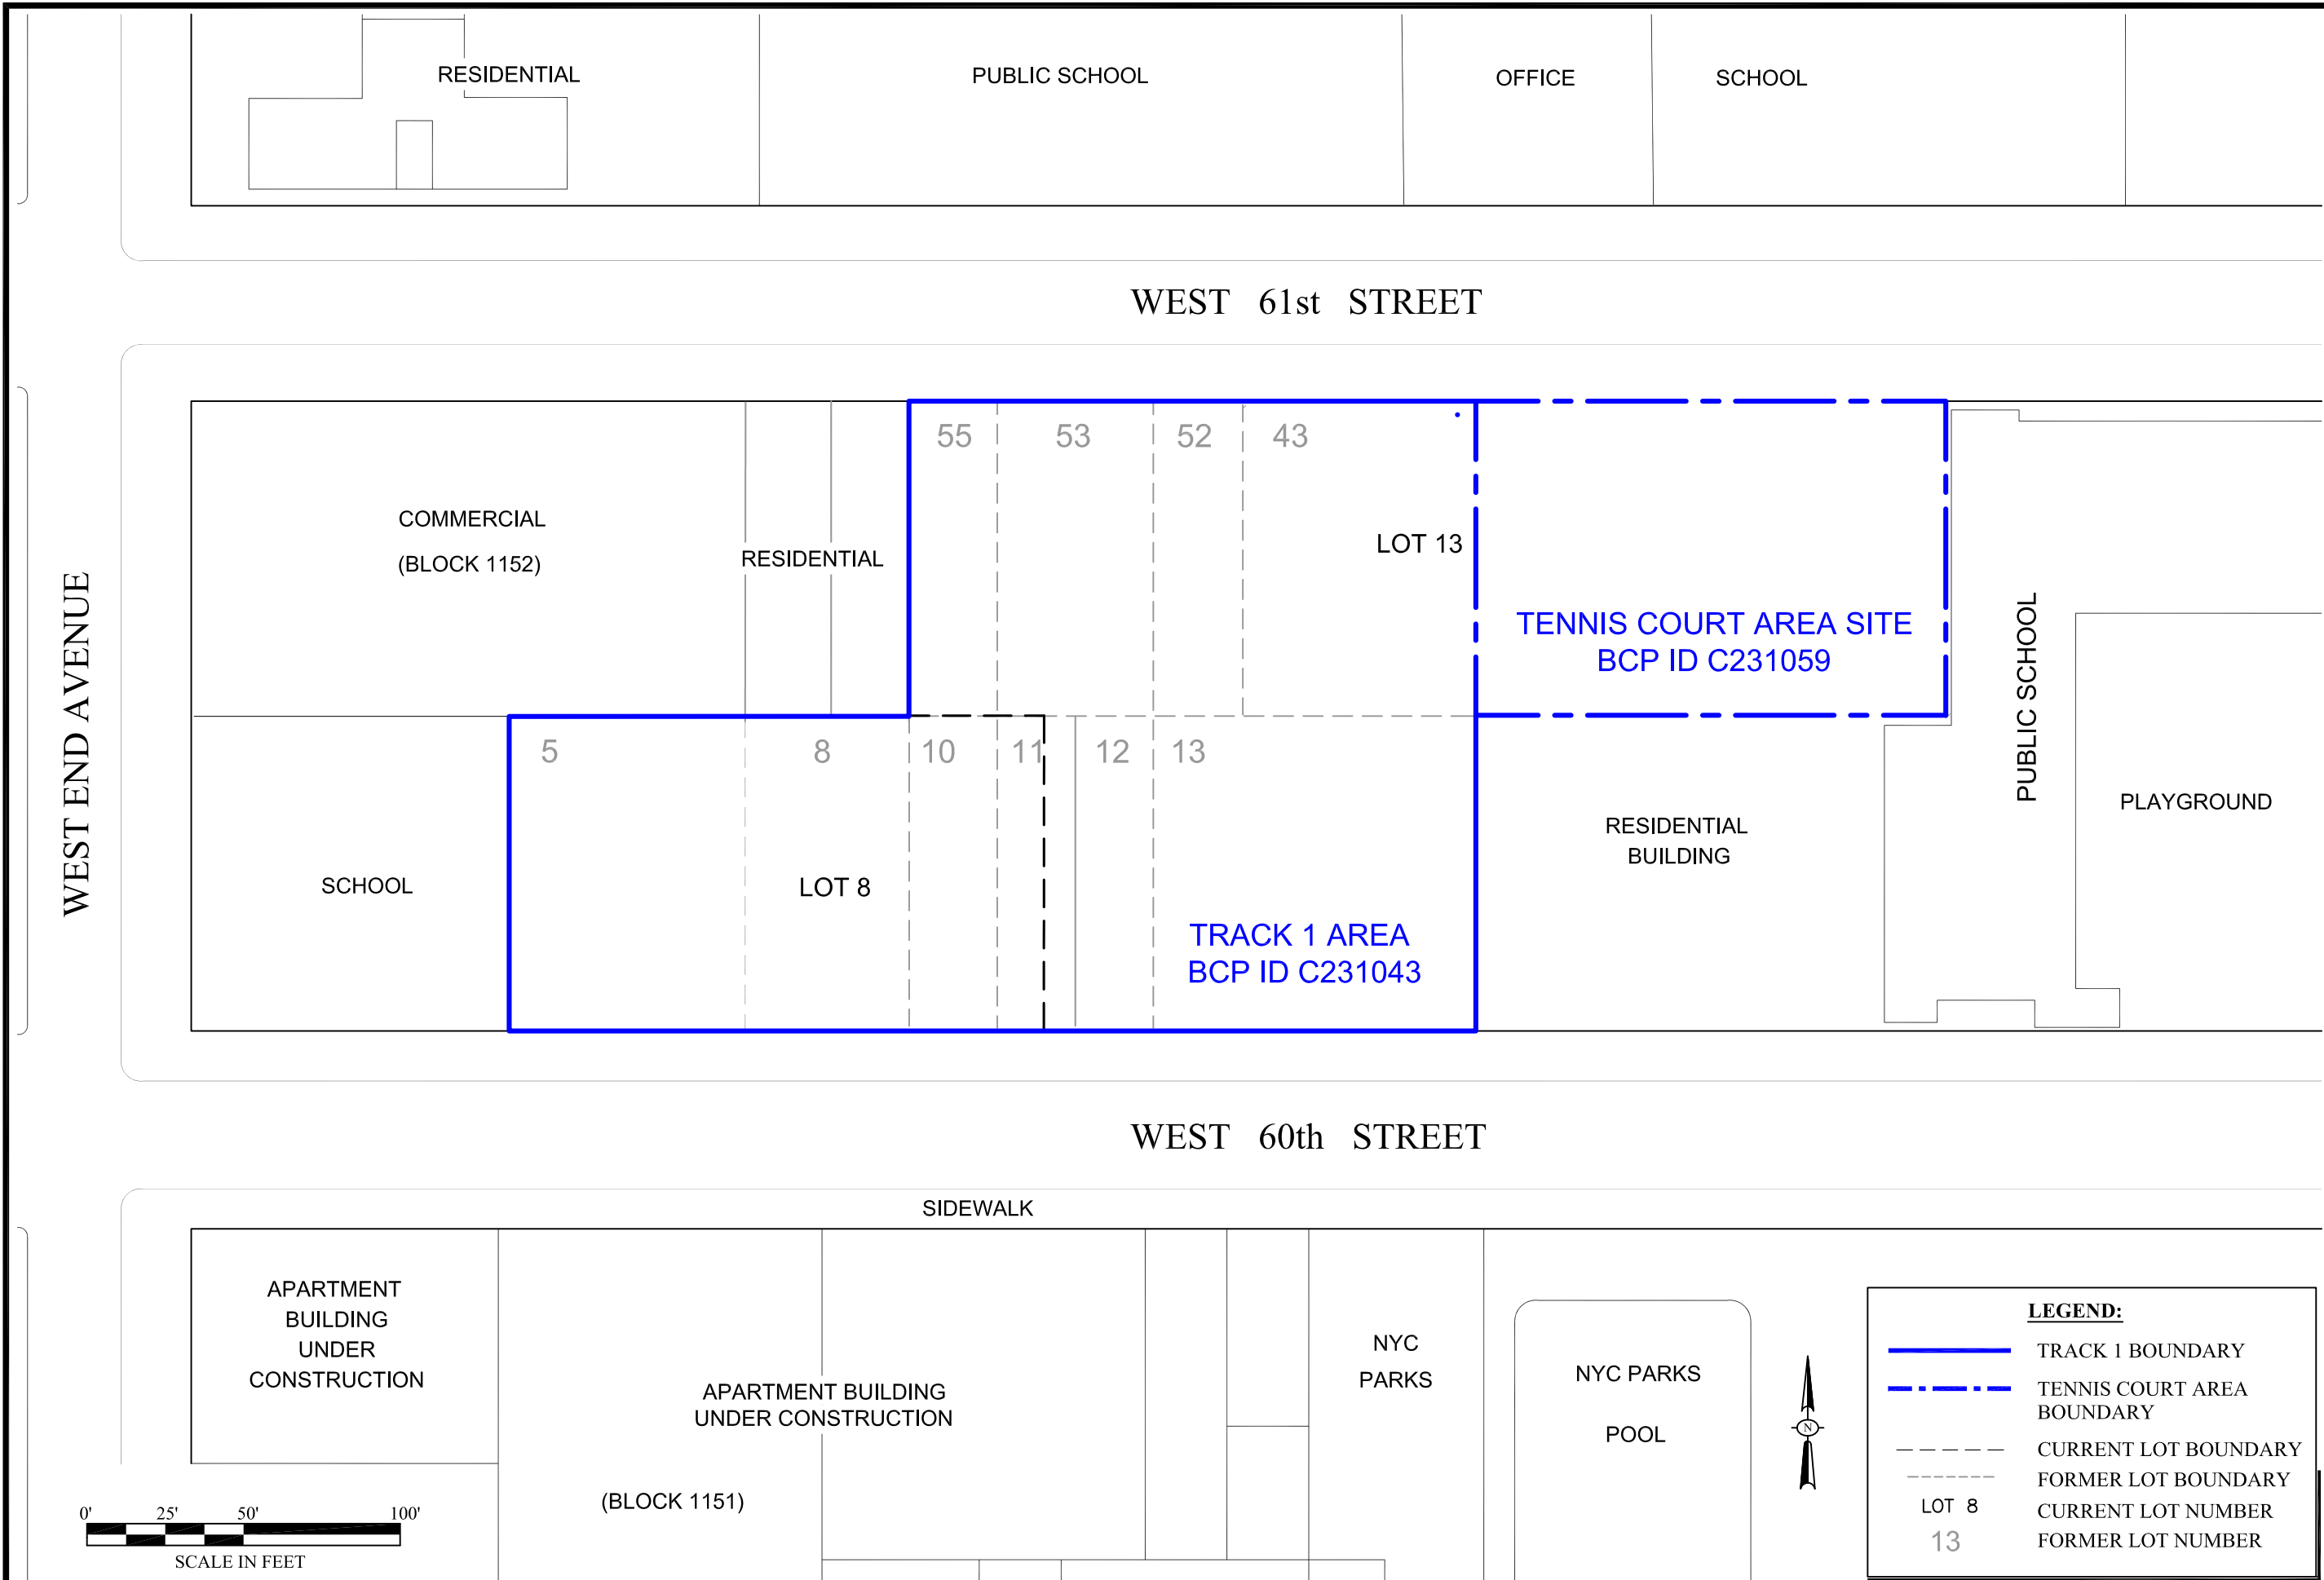 RESIDENTIAL
PUBLIC SCHOOL
OFFICE
SCHOOL
WEST 61st STREET
55
53
52
43
COMMERCIAL
(BLOCK 1152)
RESIDENTIAL
LOT 13
TENNIS COURT AREA SITE
BCP ID C231059
WEST END AVENUE
PUBLIC SCHOOL
5
8
10
11
12
13
PLAYGROUND
RESIDENTIAL
BUILDING
SCHOOL
LOT 8
TRACK 1 AREA
BCP ID C231043
WEST 60th STREET
SIDEWALK
APARTMENT
BUILDING
UNDER
CONSTRUCTION
APARTMENT BUILDING
UNDER CONSTRUCTION
(BLOCK 1151)
NYC
PARKS
NYC PARKS
POOL
N
0' 25' 50' 100'
SCALE IN FEET
LEGEND:
TRACK 1 BOUNDARY
TENNIS COURT AREA
BOUNDARY
CURRENT LOT BOUNDARY
FORMER LOT BOUNDARY
LOT 8 CURRENT LOT NUMBER
13 FORMER LOT NUMBER